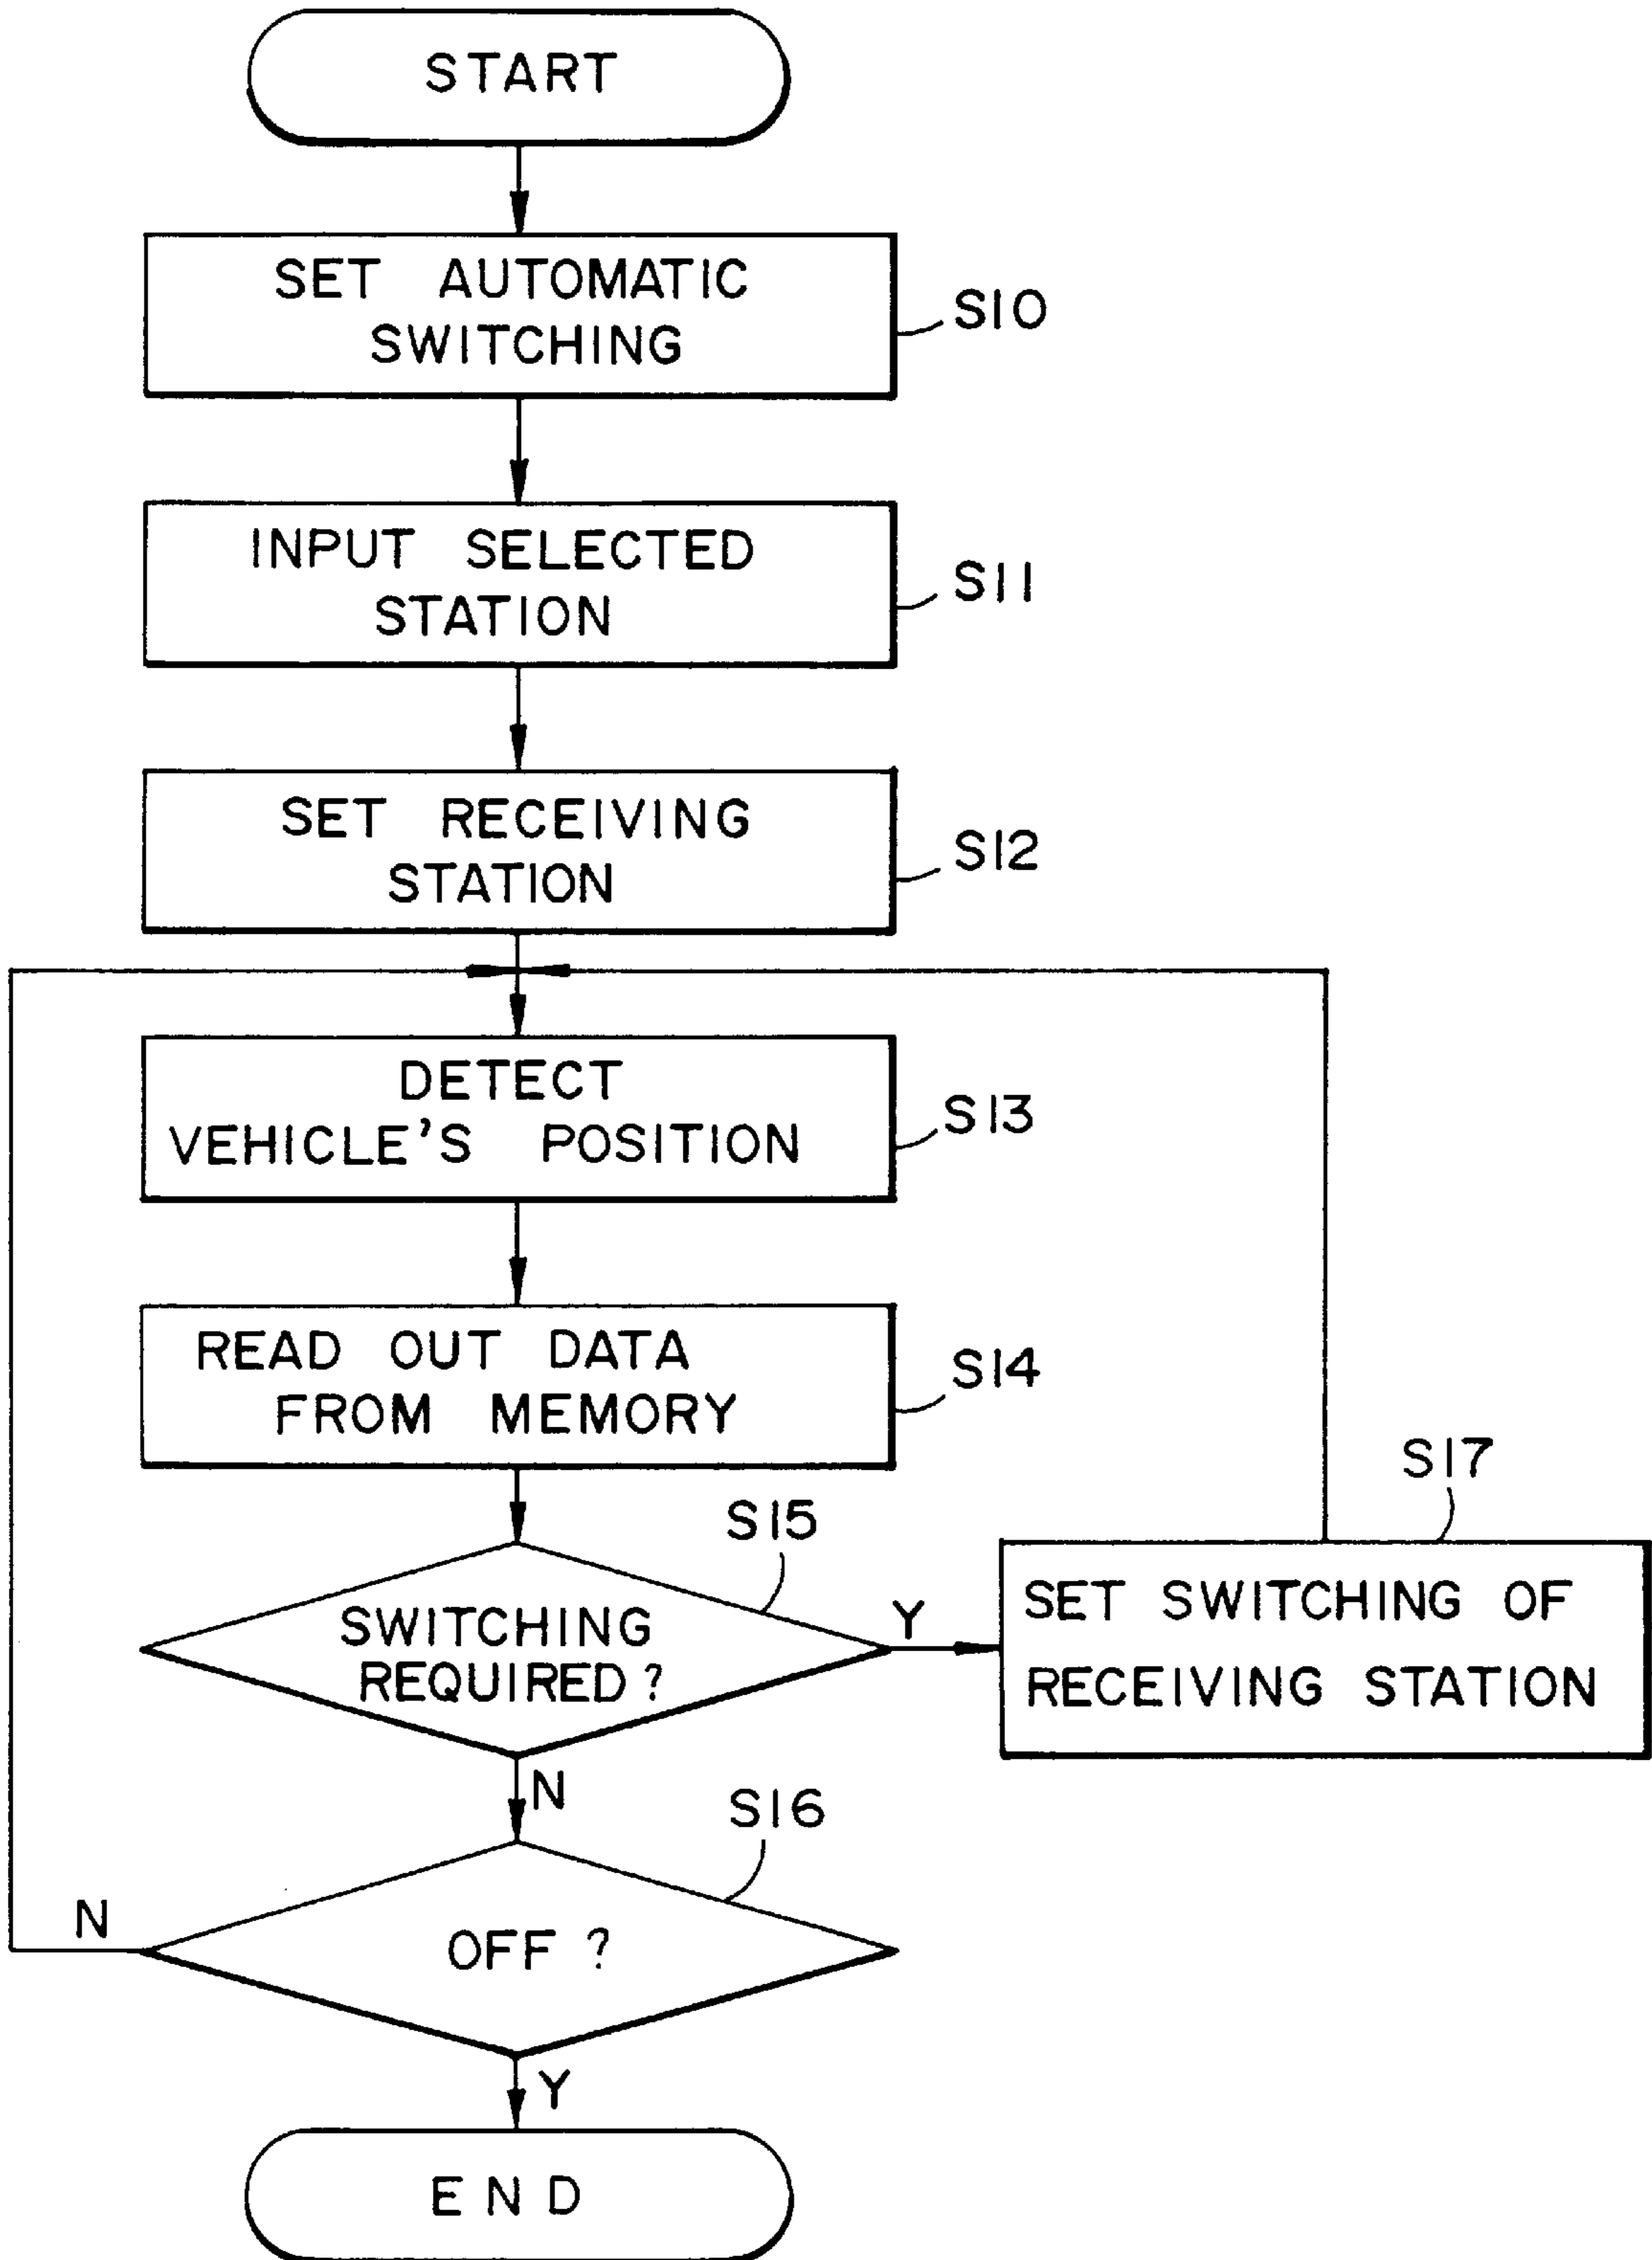 START
SET AUTOMATIC
SWITCHING
S10
INPUT SELECTED
STATION
S11
SET RECEIVING
STATION
S12
DETECT
VEHICLE'S POSITION
S13
READ OUT DATA
FROM MEMORY
S14
S15
SWITCHING
REQUIRED?
Y
S17
SET SWITCHING OF
RECEIVING STATION
N
S16
OFF?
N
Y
END